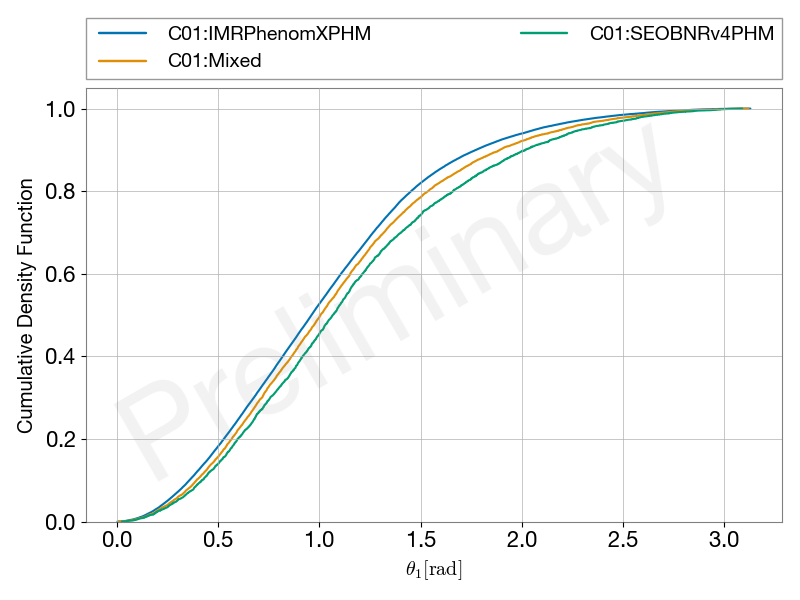 C01:IMRPhenomXPHM
C01:Mixed
C01:SEOBNRv4PHM
Cumulative Density Function
1.0
0.8
0.6
0.4
0.2
0.0
Preliminary
0.0 0.5 1.0 1.5 2.0 2.5 3.0
θ₁[rad]